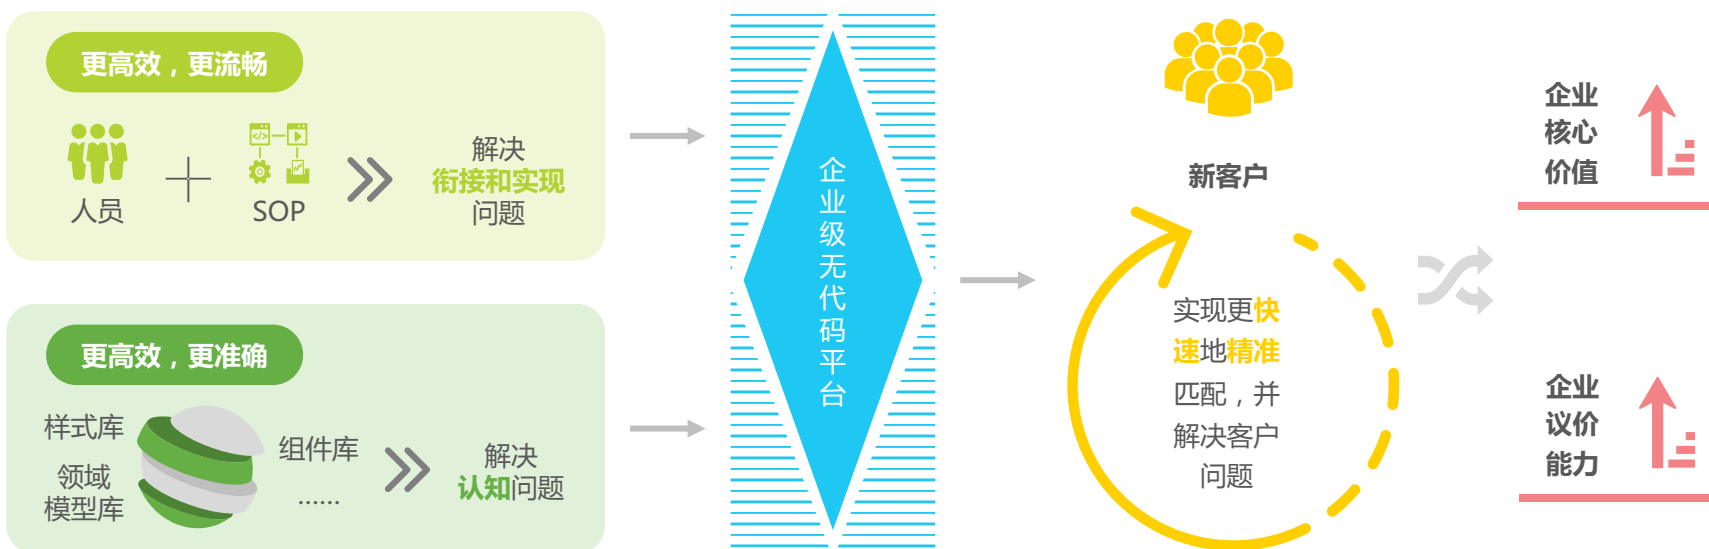 更高效，更流畅
人员
SOP
解决
衔接和实现
问题
更高效，更准确
样式库
领域
模型库
组件库
……
解决
认知问题
企业级无代码平台
新客户
实现更快
速地精准
匹配，并
解决客户
问题
企业
核心
价值
企业
议价
能力